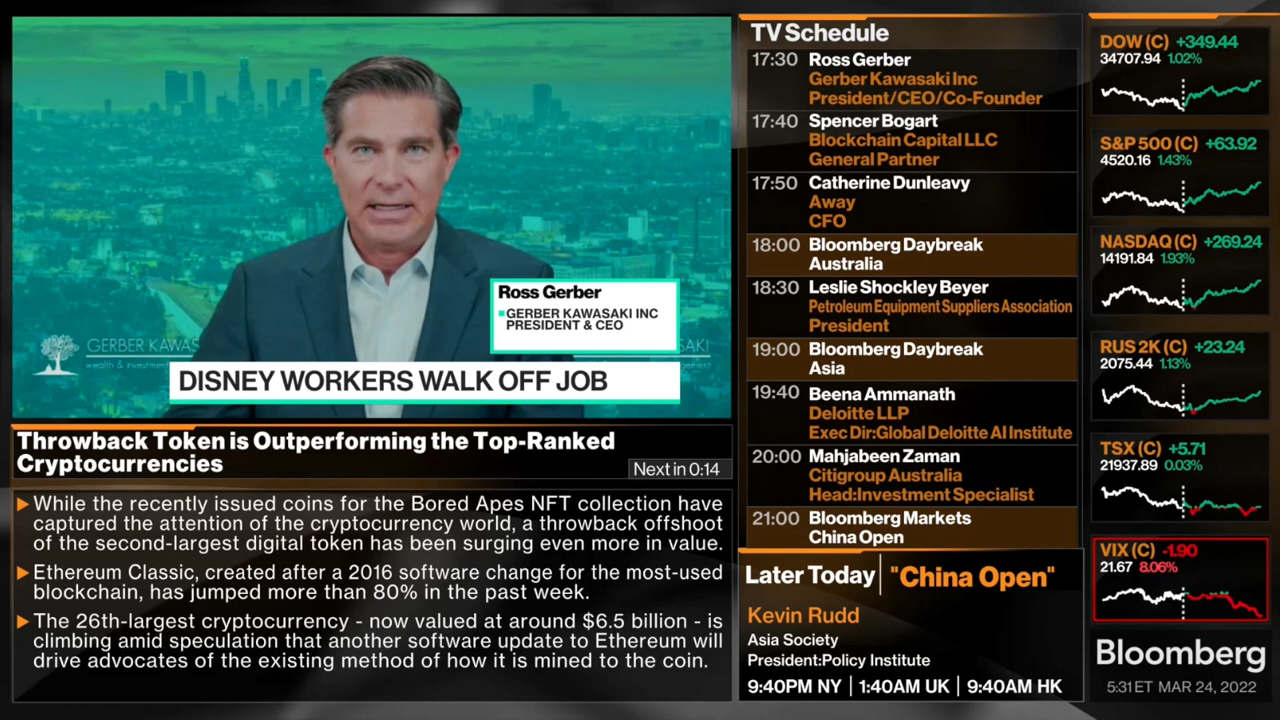 GERBER KAWAS
SAKI
wealth & investment
gement
Ross Gerber
GERBER KAWASAKI INC
PRESIDENT & CEO
DISNEY WORKERS WALK OFF JOB
Throwback Token is Outperforming the Top-Ranked
Cryptocurrencies
Next in 0:14
While the recently issued coins for the Bored Apes NFT collection have
captured the attention of the cryptocurrency world, a throwback offshoot
of the second-largest digital token has been surging even more in value.
Ethereum Classic, created after a 2016 software change for the most-used
blockchain, has jumped more than 80% in the past week.
The 26th-largest cryptocurrency - now valued at around $6.5 billion - is
climbing amid speculation that another software update to Ethereum will
drive advocates of the existing method of how it is mined to the coin.
TV Schedule
17:30 Ross Gerber
Gerber Kawasaki Inc
President/CEO/Co-Founder
17:40 Spencer Bogart
Blockchain Capital LLC
General Partner
17:50 Catherine Dunleavy
Away
CFO
18:00 Bloomberg Daybreak
Australia
18:30 Leslie Shockley Beyer
Petroleum Equipment Suppliers Association
President
19:00 Bloomberg Daybreak
Asia
19:40 Beena Ammanath
Deloitte LLP
Exec Dir:Global Deloitte AI Institute
20:00 Mahjabeen Zaman
Citigroup Australia
Head:Investment Specialist
21:00 Bloomberg Markets
China Open
Later Today "China Open"
Kevin Rudd
Asia Society
President:Policy Institute
9:40PM NY | 1:40AM UK | 9:40AM HK
DOW (C) +349.44
34707.94 1.02%
S&P 500 (C) +63.92
4520.16 1.43%
NASDAQ (C) +269.24
14191.84 1.93%
RUS 2K (C) +23.24
2075.44 1.13%
TSX (C) +5.71
21937.89 0.03%
VIX (C) -1.90
21.67 8.06%
Bloomberg
5:31 ET MAR 24, 2022